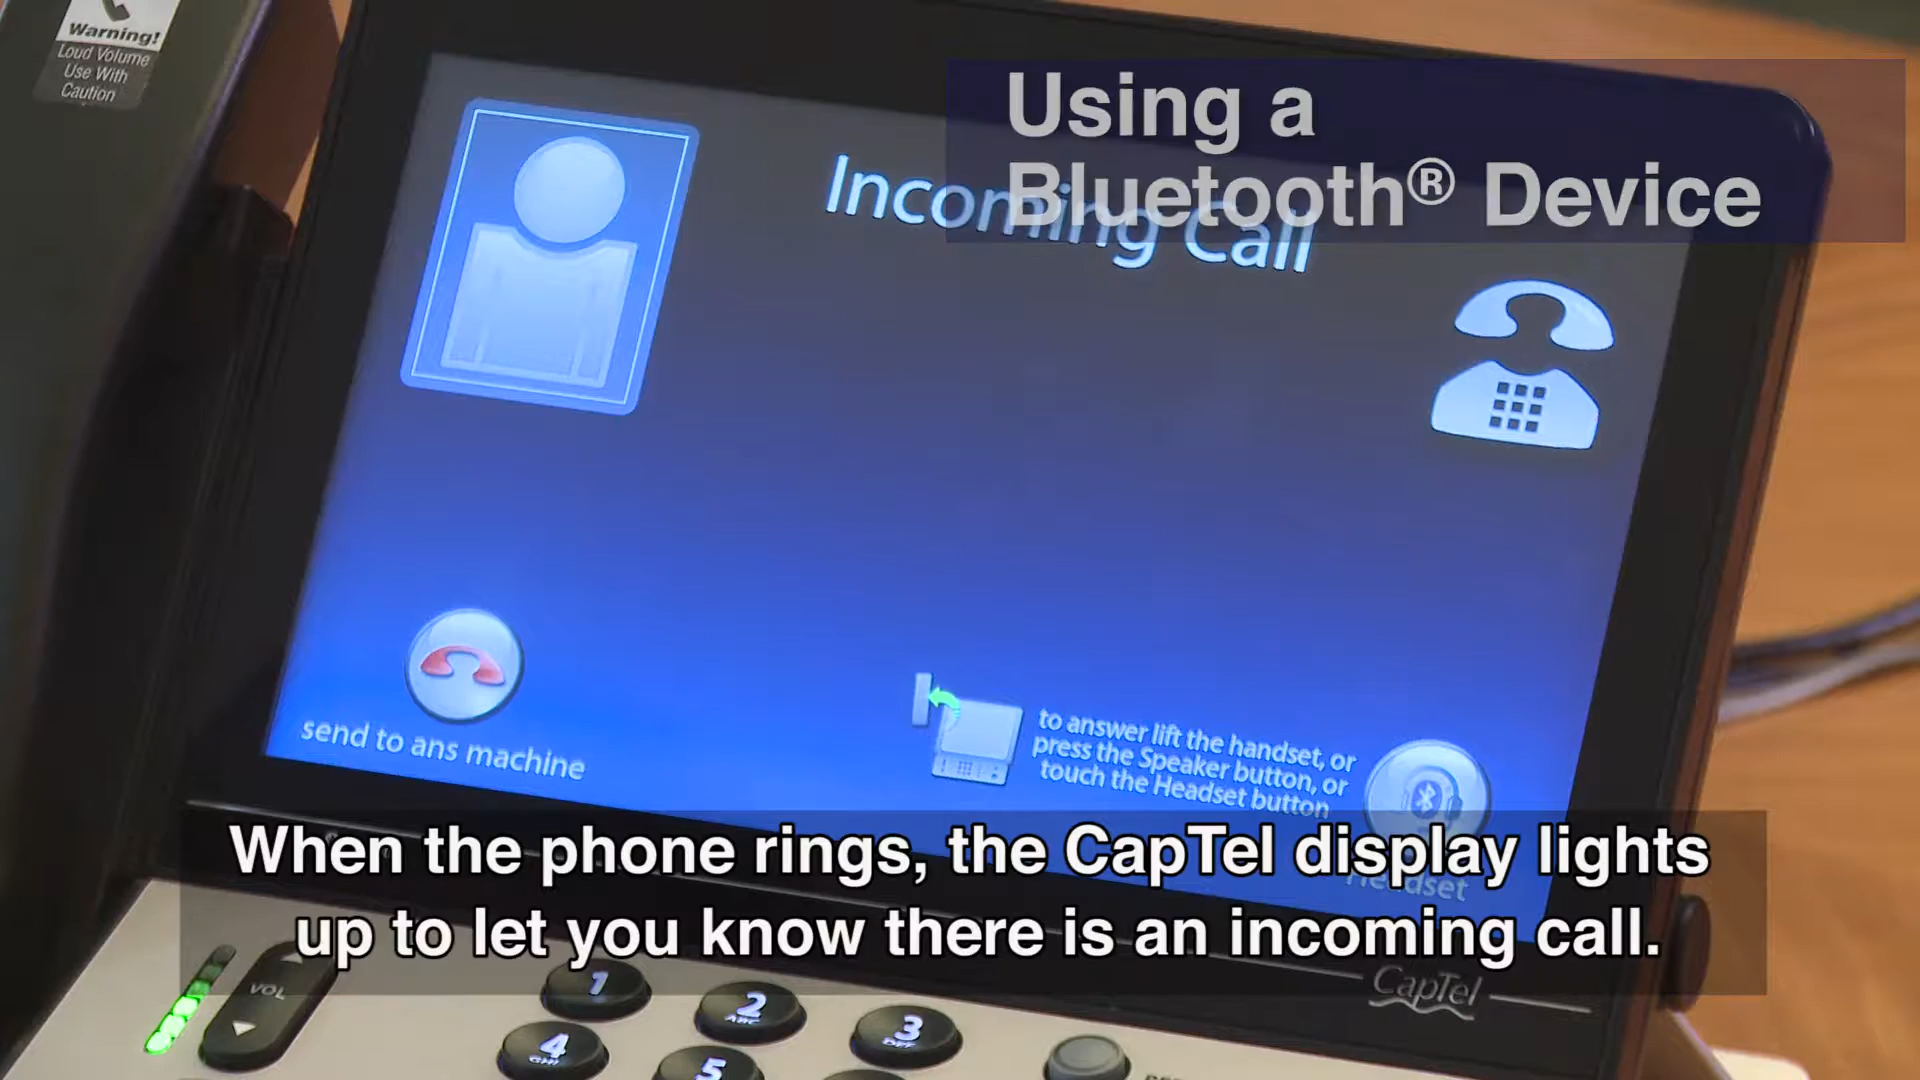 Warning!
Loud Volume
Use With
Caution
Using a
Bluetooth® Device
Incoming Call
send to ans machine
to answer lift the handset, or
press the Speaker button, or
touch the Headset button
Headset
When the phone rings, the CapTel display lights
up to let you know there is an incoming call.
CapTel
VOL
1
2
ABC
3
DEF
4
GHI
5